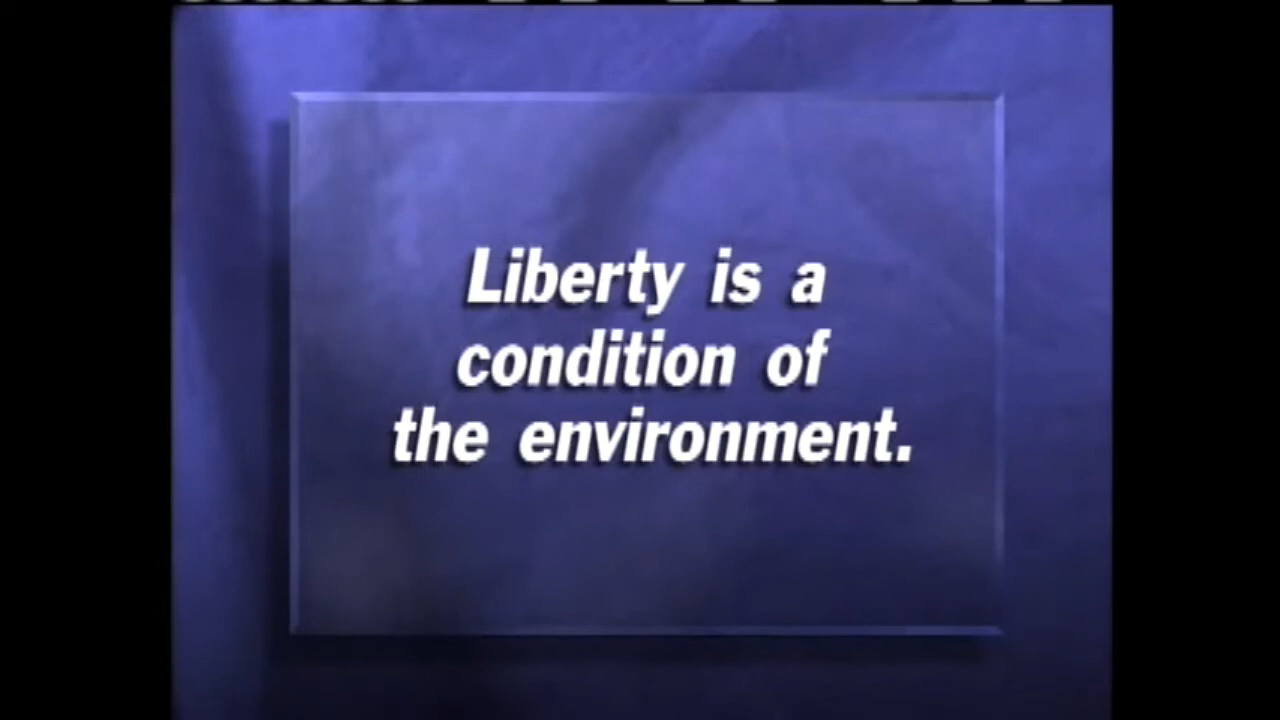 Liberty is a
condition of
the environment.